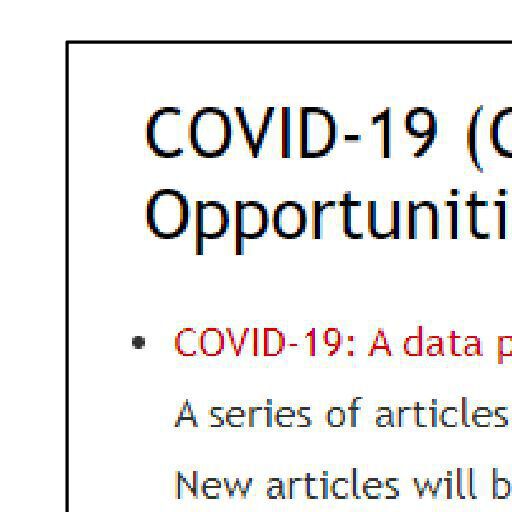 COVID-19 (C
Opportuniti
• COVID-19: A data p
A series of articles
New articles will b